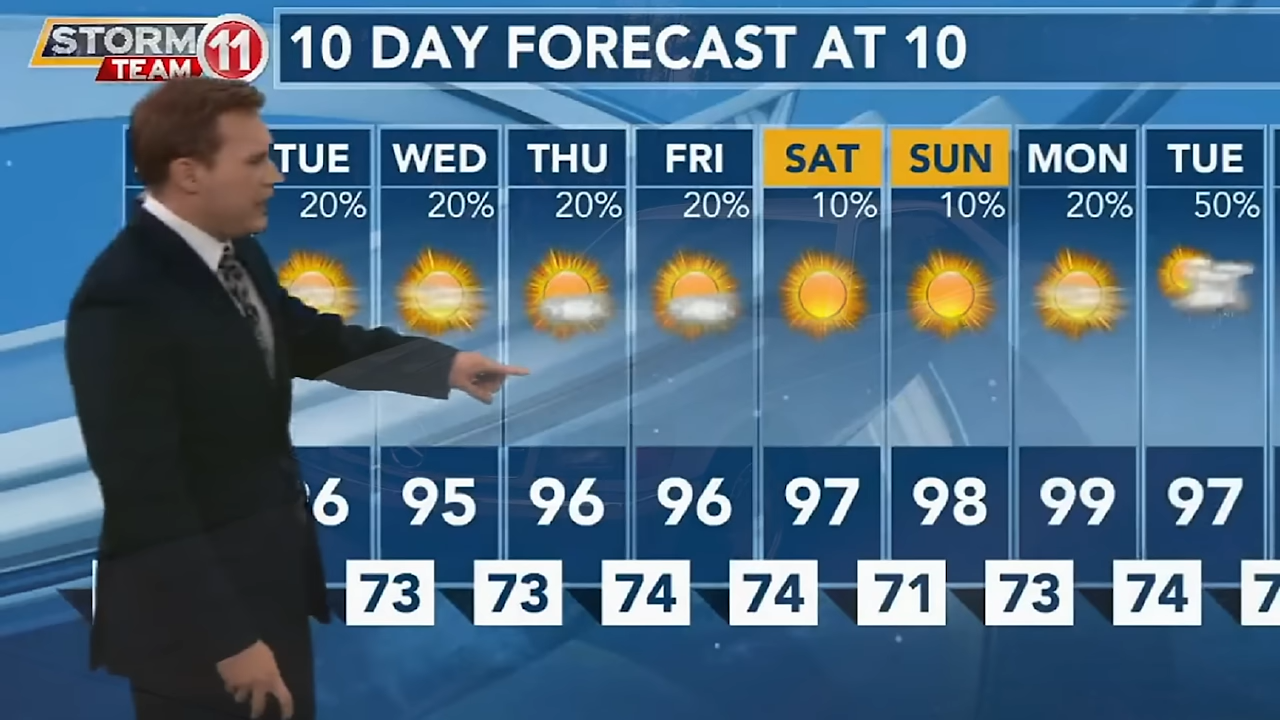 STORM
TEAM 11
10 DAY FORECAST AT 10
TUE WED THU FRI SAT SUN MON TUE
20% 20% 20% 20% 10% 10% 20% 50%
6 95 96 96 97 98 99 97
73 73 74 74 71 73 74 7